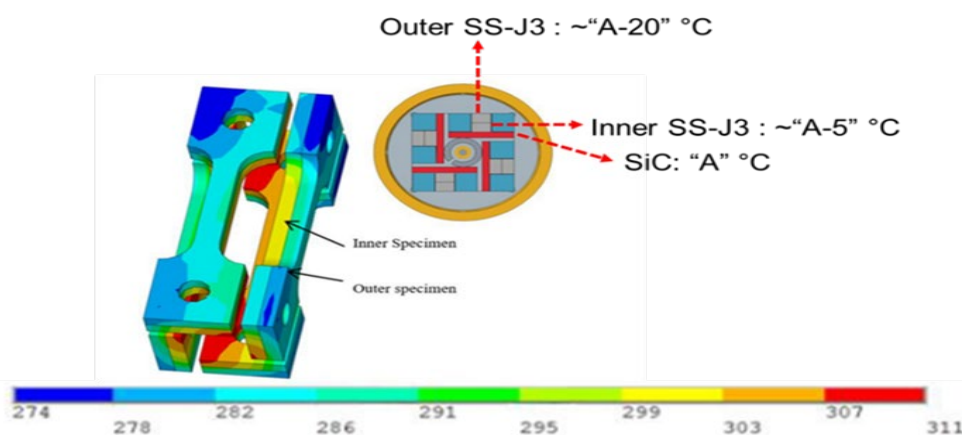 Outer SS-J3 : ~“A-20” °C
Inner SS-J3 : ~“A-5” °C
SiC: “A” °C
Inner Specimen
Outer specimen
274 282 291 299 307
278 286 295 303 311